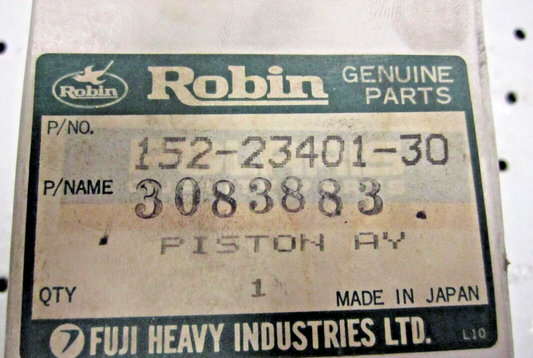 Robin
Robin
GENUINE
PARTS
P/NO.
152-23401-30
P/NAME
3083883
PISTON AY
QTY
1
MADE IN JAPAN
7 FUJI HEAVY INDUSTRIES LTD.
L10